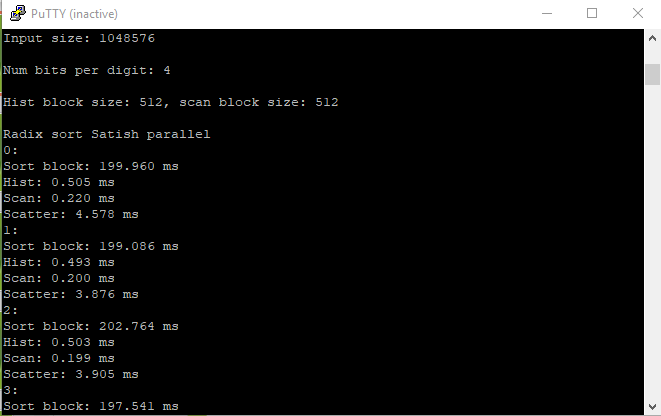 PuTTY (inactive)
Input size: 1048576
Num bits per digit: 4
Hist block size: 512, scan block size: 512
Radix sort Satish parallel
0:
Sort block: 199.960 ms
Hist: 0.505 ms
Scan: 0.220 ms
Scatter: 4.578 ms
1:
Sort block: 199.086 ms
Hist: 0.493 ms
Scan: 0.200 ms
Scatter: 3.876 ms
2:
Sort block: 202.764 ms
Hist: 0.503 ms
Scan: 0.199 ms
Scatter: 3.905 ms
3:
Sort block: 197.541 ms